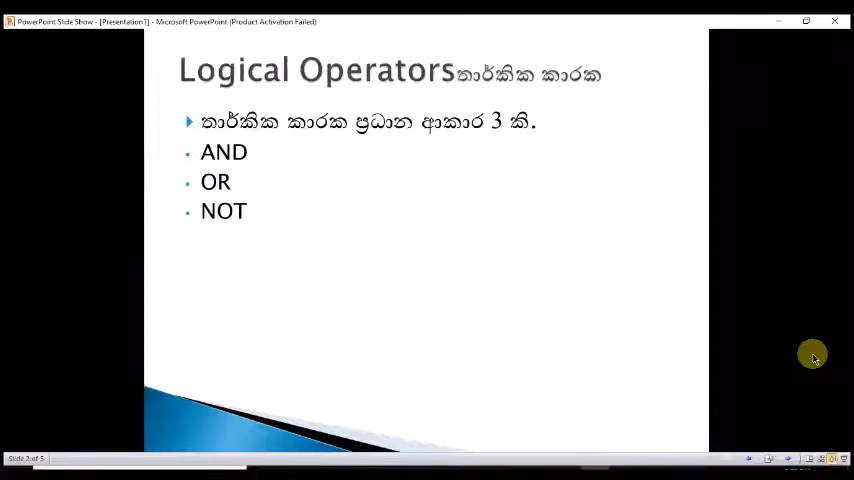 PowerPoint Slide Show - [Presentation1] - Microsoft PowerPoint (Product Activation Failed)
Logical Operatorsතාර්කික කාරක
තාර්කික කාරක ප්‍රධාන ආකාර 3 කි.
AND
OR
NOT
Slide 2 of 5